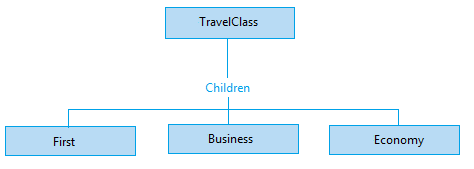 TravelClass
Children
First
Business
Economy